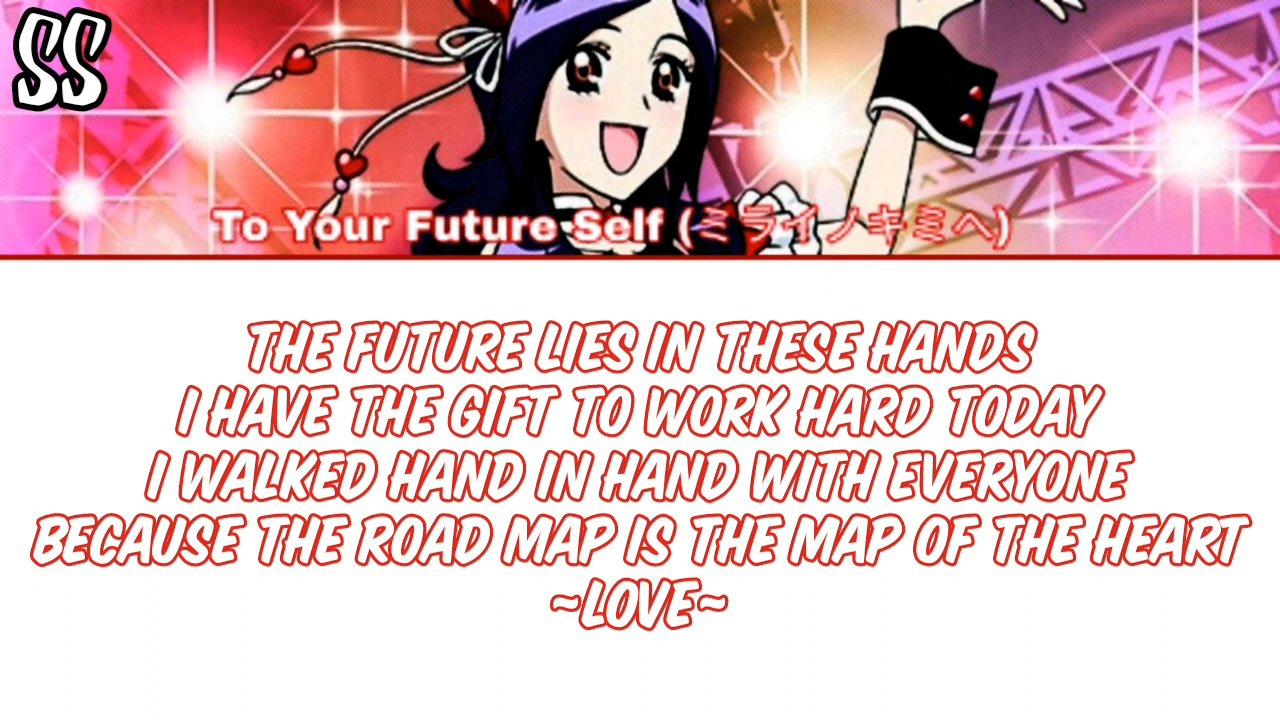 SS
To Your Future Self (ミライノキミヘ)
THE FUTURE LIES IN THESE HANDS
I HAVE THE GIFT TO WORK HARD TODAY
I WALKED HAND IN HAND WITH EVERYONE
BECAUSE THE ROAD MAP IS THE MAP OF THE HEART
~LOVE~